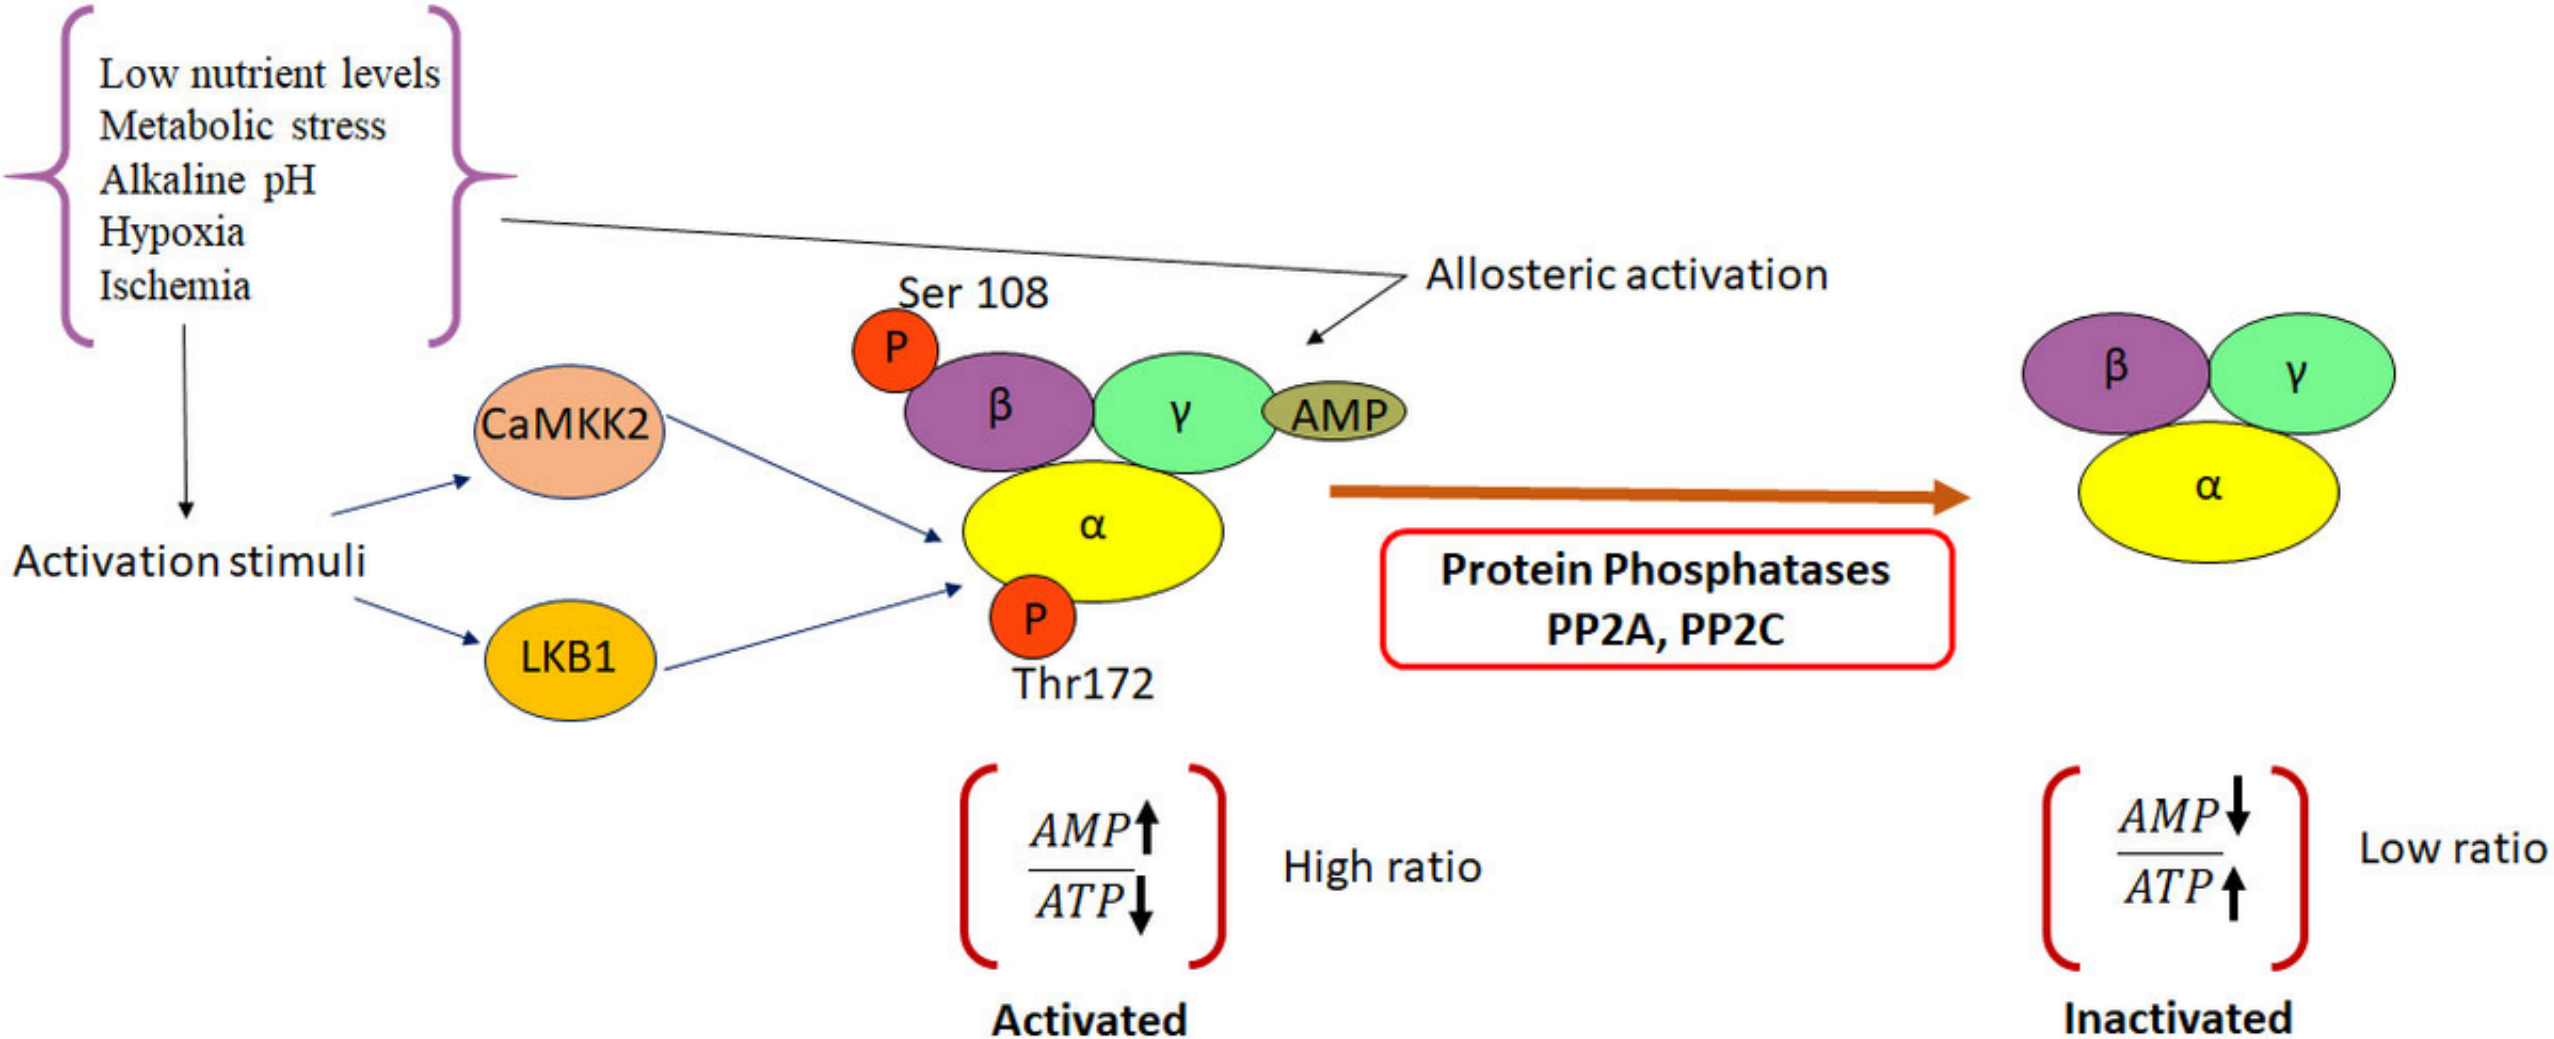 Low nutrient levels
Metabolic stress
Alkaline pH
Hypoxia
Ischemia
Activation stimuli
CaMKK2
LKB1
Allosteric activation
Ser 108
P
β
γ
AMP
α
P
Thr172
Protein Phosphatases
PP2A, PP2C
β
γ
α
AMP
ATP
High ratio
Activated
AMP
ATP
Low ratio
Inactivated